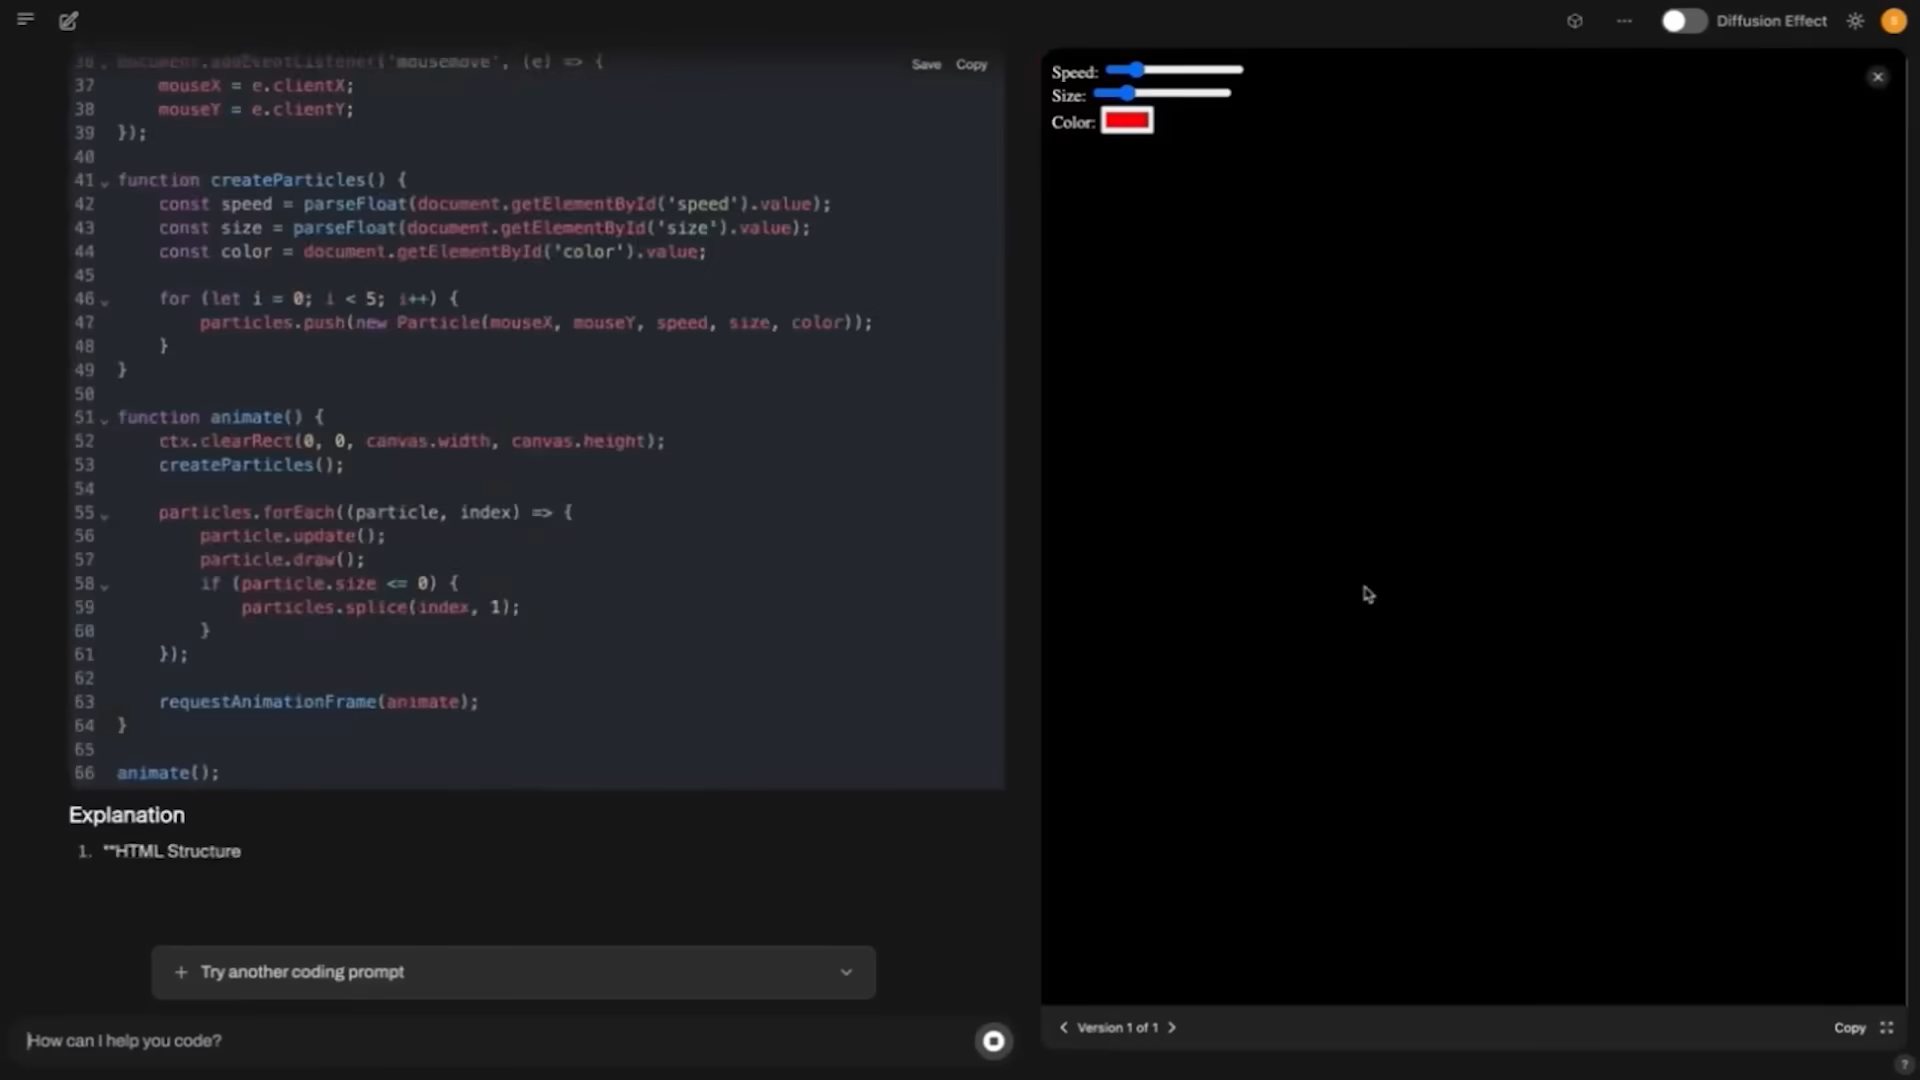 Diffusion Effect
S
36 document.addEventListener('mousemove', (e) => {
Save Copy
37 mouseX = e.clientX;
38 mouseY = e.clientY;
39 });
40
41 function createParticles() {
42 const speed = parseFloat(document.getElementById('speed').value);
43 const size = parseFloat(document.getElementById('size').value);
44 const color = document.getElementById('color').value;
45
46 for (let i = 0; i < 5; i++) {
47 particles.push(new Particle(mouseX, mouseY, speed, size, color));
48 }
49 }
50
51 function animate() {
52 ctx.clearRect(0, 0, canvas.width, canvas.height);
53 createParticles();
54
55 particles.forEach((particle, index) => {
56 particle.update();
57 particle.draw();
58 if (particle.size <= 0) {
59 particles.splice(index, 1);
60 }
61 });
62
63 requestAnimationFrame(animate);
64 }
65
66 animate();
Explanation
1. **HTML Structure
+ Try another coding prompt
How can I help you code?
Speed:
Size:
Color:
Version 1 of 1
Copy
?